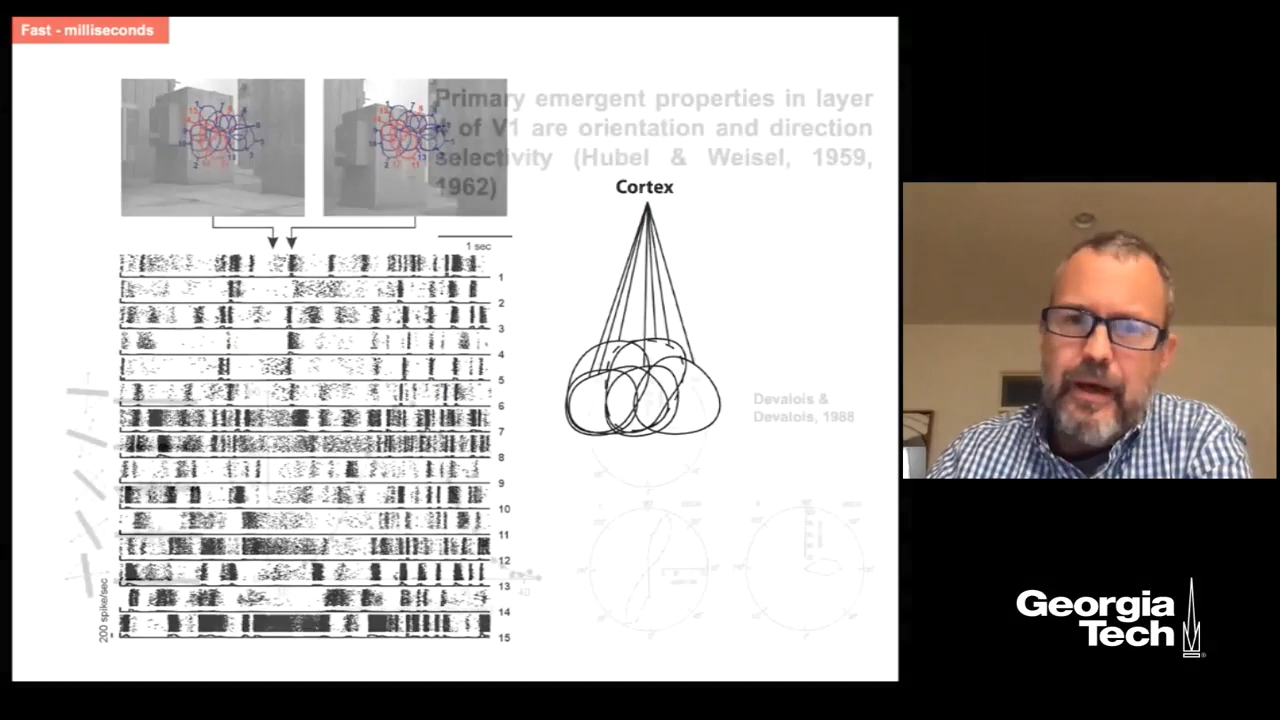 Fast - milliseconds
Primary emergent properties in layer
of V1 are orientation and direction
selectivity (Hubel & Weisel, 1959,
1962)
Cortex
1 sec
1
2
3
4
5
6
7
8
9
10
11
12
13
14
15
200 spike/sec
Devalois &
Devalois, 1988
Georgia
Tech